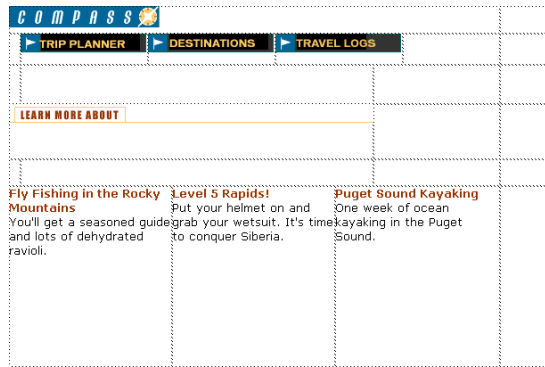 COMPASS
TRIP PLANNER DESTINATIONS TRAVEL LOGS
LEARN MORE ABOUT
Fly Fishing in the Rocky
Mountains
You'll get a seasoned guide
and lots of dehydrated
ravioli.
Level 5 Rapids!
Put your helmet on and
grab your wetsuit. It's time
to conquer Siberia.
Puget Sound Kayaking
One week of ocean
kayaking in the Puget
Sound.